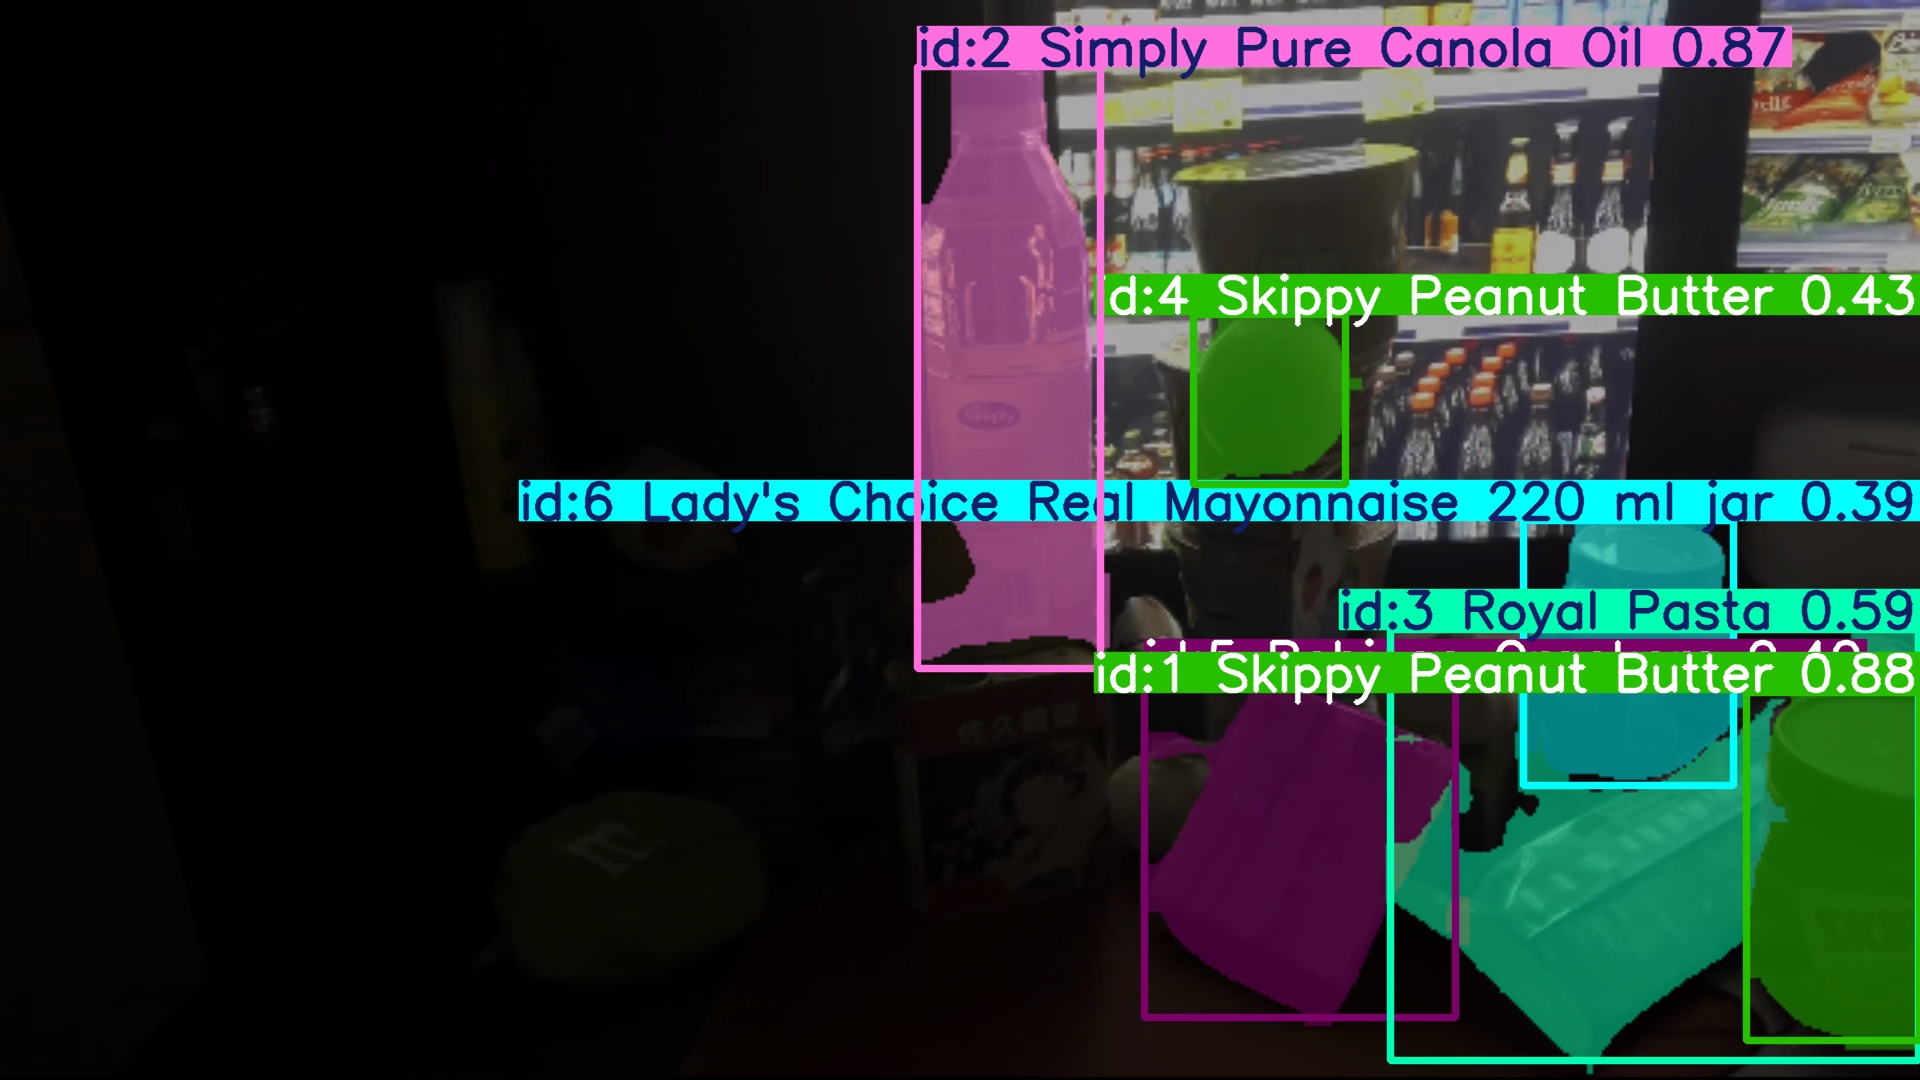 id:2 Simply Pure Canola Oil 0.87
id:4 Skippy Peanut Butter 0.43
Simply
id:6 Lady's Choice Real Mayonnaise 220 ml jar 0.39
id:3 Royal Pasta 0.59
id:1 Skippy Peanut Butter 0.88
m